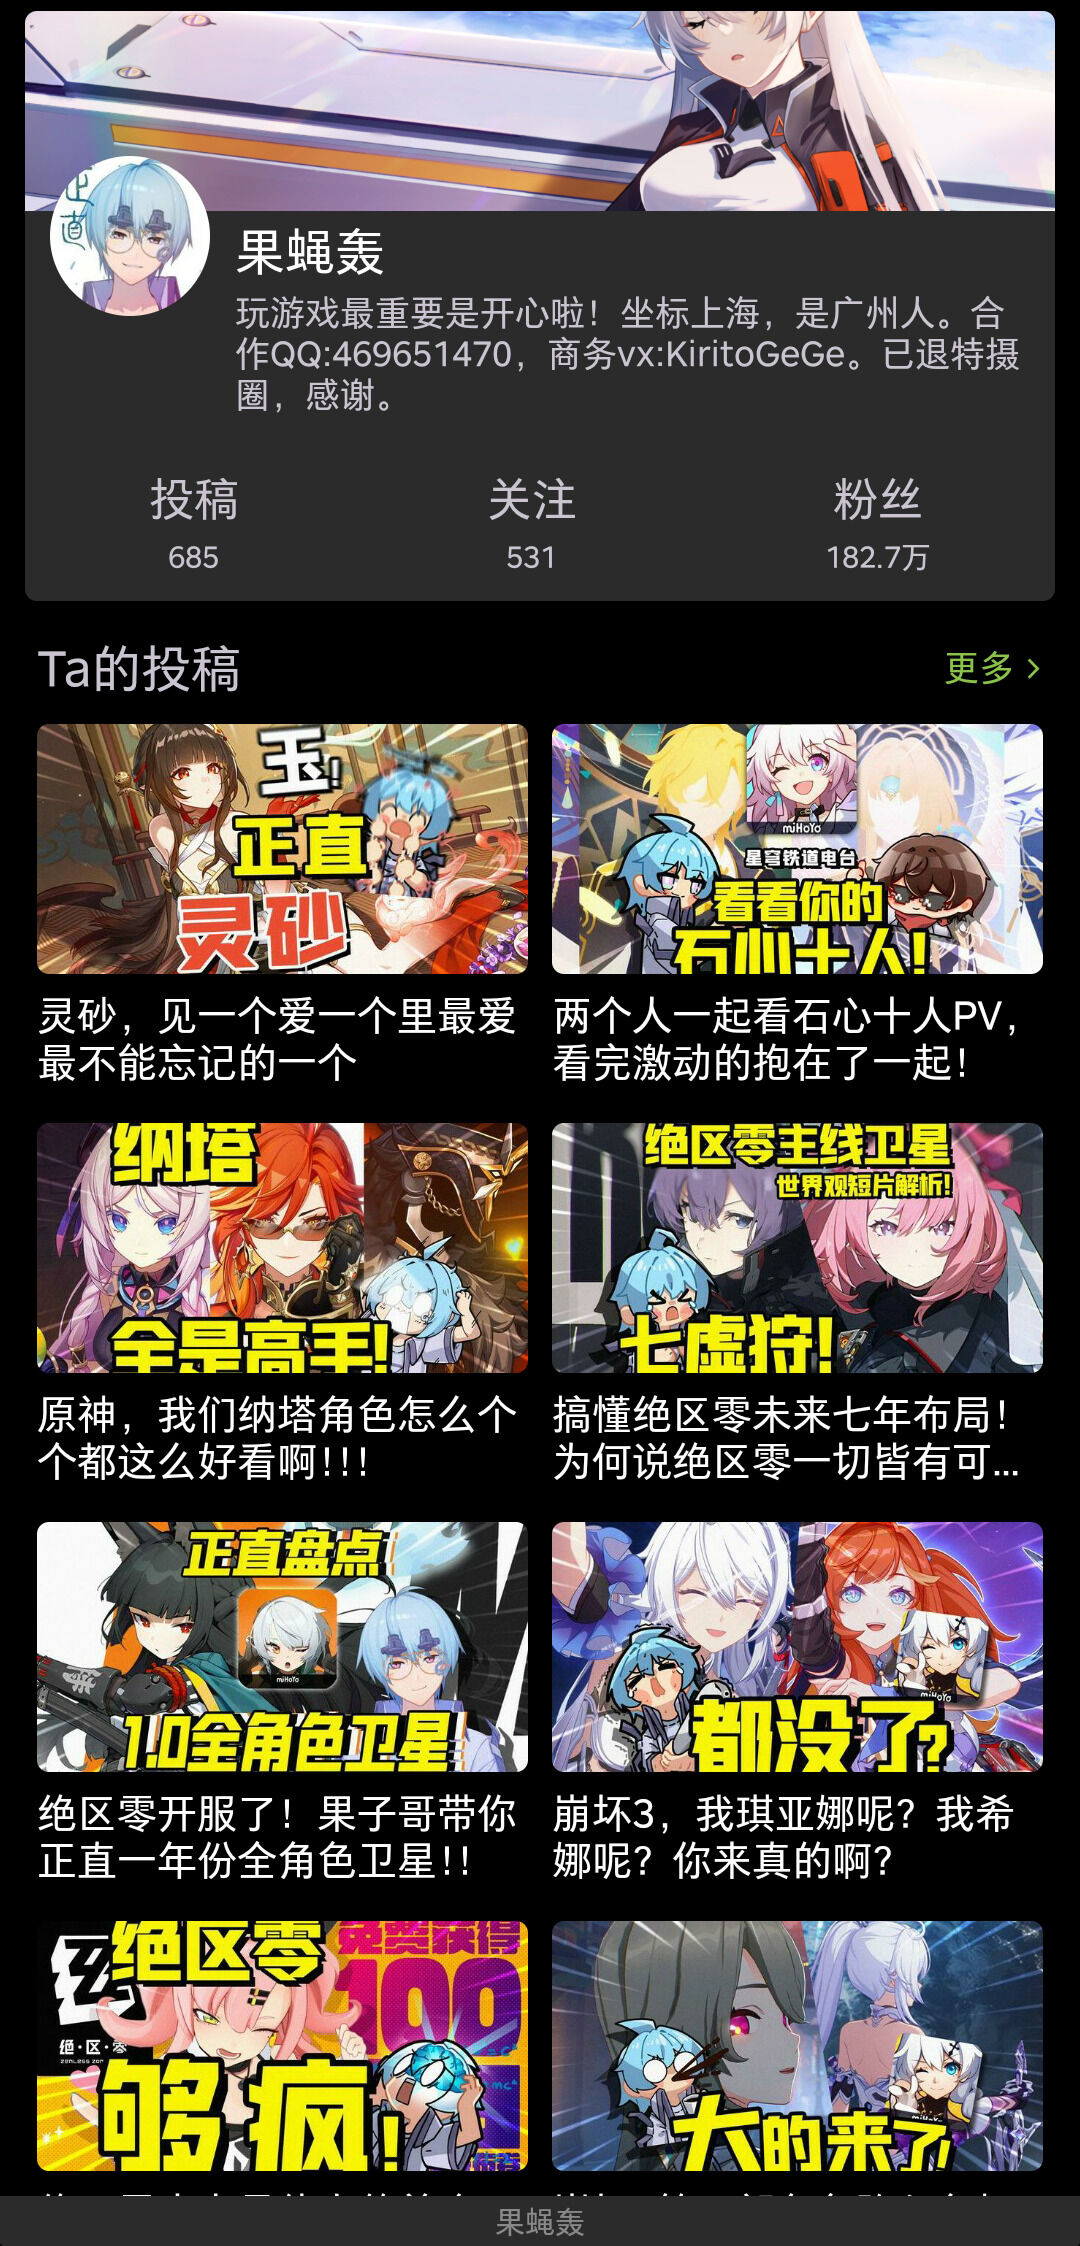 正直
果蝇轰
玩游戏最重要是开心啦！坐标上海，是广州人。合
作QQ:469651470，商务vx:KiritoGeGe。已退特摄
圈，感谢。
投稿
关注
粉丝
685
531
182.7万
Ta的投稿
更多
玉!
正直
灵砂
miHoYo
星穹铁道电台
看看你的
石心十人!
灵砂，见一个爱一个里最爱
最不能忘记的一个
两个人一起看石心十人PV，
看完激动的抱在了一起！
纳塔
全是高手!
绝区零主线卫星
世界观短片解析!
七虚狩!
原神，我们纳塔角色怎么个
个都这么好看啊！！！
搞懂绝区零未来七年布局！
为何说绝区零一切皆有可...
正直盘点
miHoYo
1.0全角色卫星
miHoYo
都没了?
绝区零开服了！果子哥带你
正直一年份全角色卫星！！
崩坏3，我琪亚娜呢？我希
娜呢？你来真的啊？
绝区零
免费获得
100
绝·区·零
够疯!
miHoYo
大的来了
果蝇轰